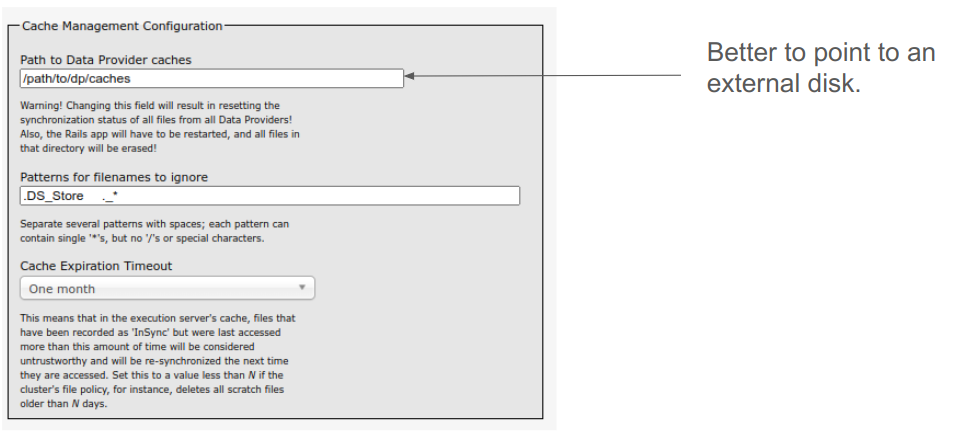 Cache Management Configuration
Path to Data Provider caches
/path/to/dp/caches
Warning! Changing this field will result in resetting the
synchronization status of all files from all Data Providers!
Also, the Rails app will have to be restarted, and all files in
that directory will be erased!
Patterns for filenames to ignore
.DS_Store ._*
Separate several patterns with spaces; each pattern can
contain single '*'s, but no '/'s or special characters.
Cache Expiration Timeout
One month
This means that in the execution server's cache, files that
have been recorded as 'InSync' but were last accessed
more than this amount of time will be considered
untrustworthy and will be re-synchronized the next time
they are accessed. Set this to a value less than N if the
cluster's file policy, for instance, deletes all scratch files
older than N days.
Better to point to an
external disk.